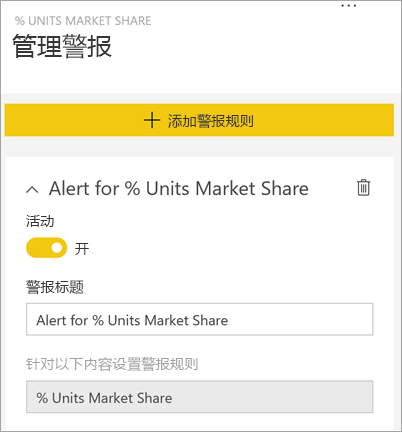 % UNITS MARKET SHARE
管理警报
添加警报规则
Alert for % Units Market Share
活动
开
警报标题
Alert for % Units Market Share
针对以下内容设置警报规则
% Units Market Share